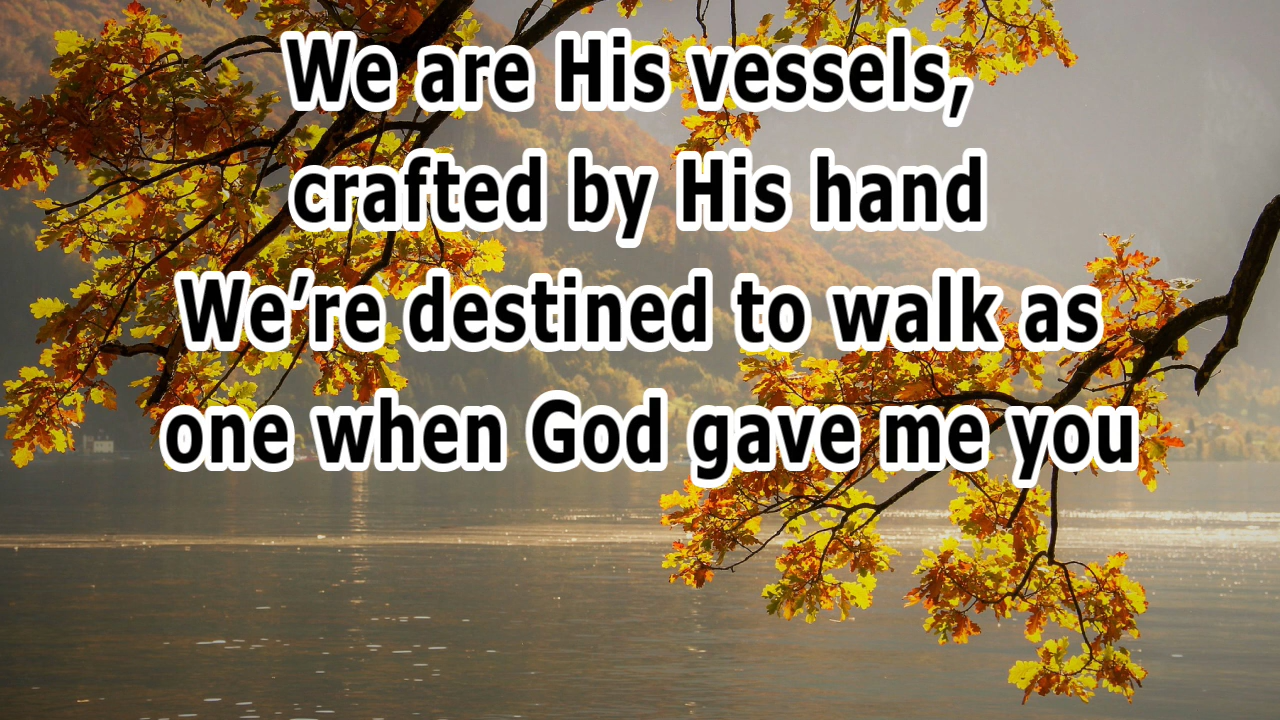 We are His vessels,
crafted by His hand
We’re destined to walk as
one when God gave me you